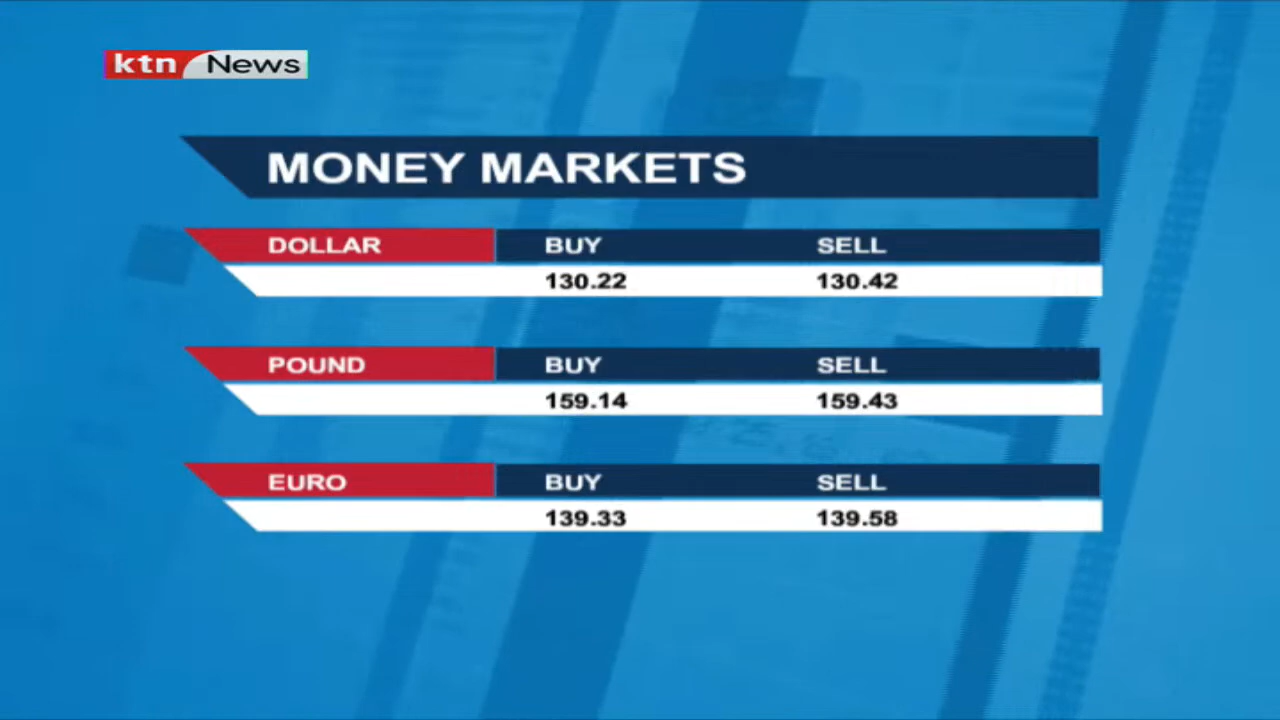 ktn News
MONEY MARKETS
DOLLAR BUY SELL
130.22 130.42
POUND BUY SELL
159.14 159.43
EURO BUY SELL
139.33 139.58